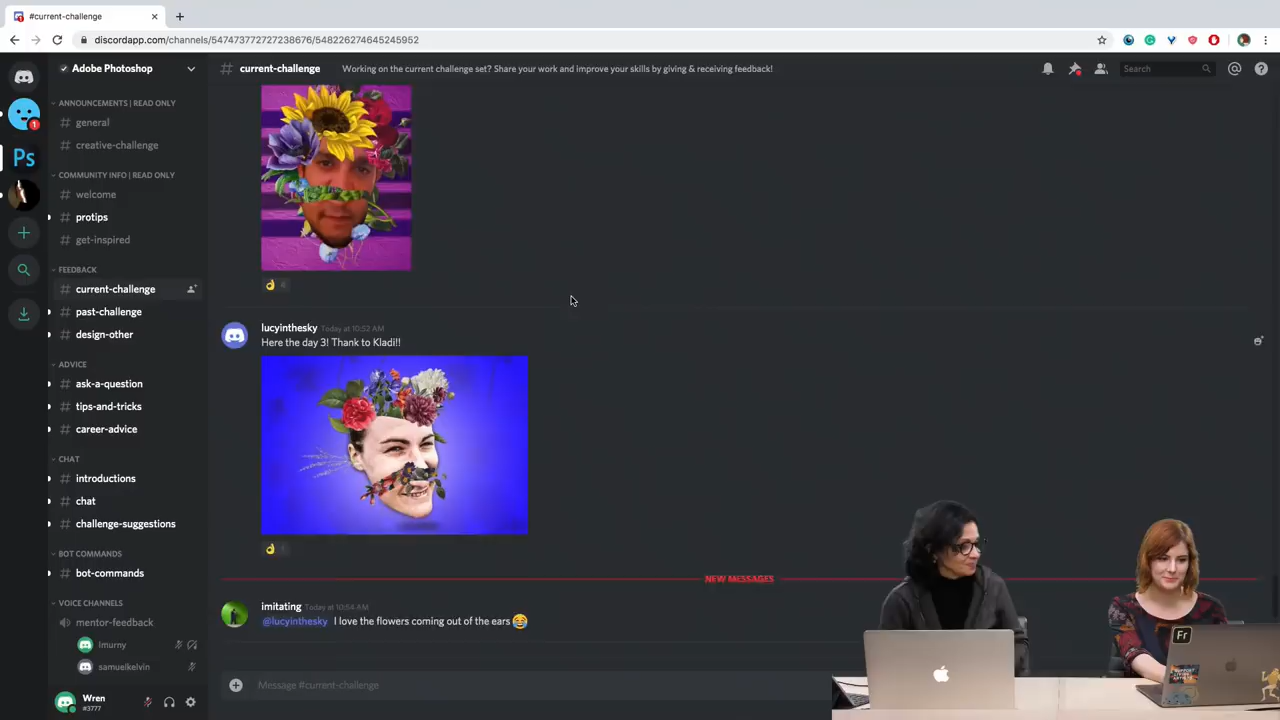 #current-challenge
discordapp.com/channels/547473772727238676/548226274645245952
Adobe Photoshop
# current-challenge
Working on the current challenge set? Share your work and improve your skills by giving & receiving feedback!
Search
1
Ps
ANNOUNCEMENTS | READ ONLY
# general
# creative-challenge
COMMUNITY INFO | READ ONLY
# welcome
# protips
# get-inspired
FEEDBACK
# current-challenge
# past-challenge
# design-other
ADVICE
# ask-a-question
# tips-and-tricks
# career-advice
CHAT
# introductions
# chat
# challenge-suggestions
BOT COMMANDS
# bot-commands
VOICE CHANNELS
mentor-feedback
lmurny
samuelkelvin
Wren
#3777
lucyinthesky Today at 10:52 AM
Here the day 3! Thank to Kladi!!
NEW MESSAGES
imitating Today at 10:54 AM
@lucyinthesky I love the flowers coming out of the ears
Message #current-challenge
Fr